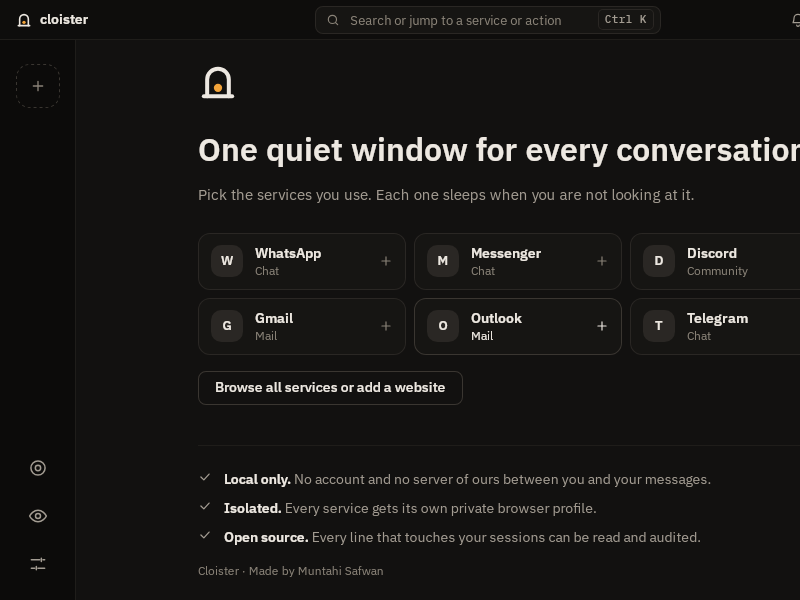 cloister
Search or jump to a service or action
Ctrl K
One quiet window for every conversation
Pick the services you use. Each one sleeps when you are not looking at it.
W WhatsApp
Chat
M Messenger
Chat
D Discord
Community
G Gmail
Mail
O Outlook
Mail
T Telegram
Chat
Browse all services or add a website
Local only. No account and no server of ours between you and your messages.
Isolated. Every service gets its own private browser profile.
Open source. Every line that touches your sessions can be read and audited.
Cloister · Made by Muntahi Safwan